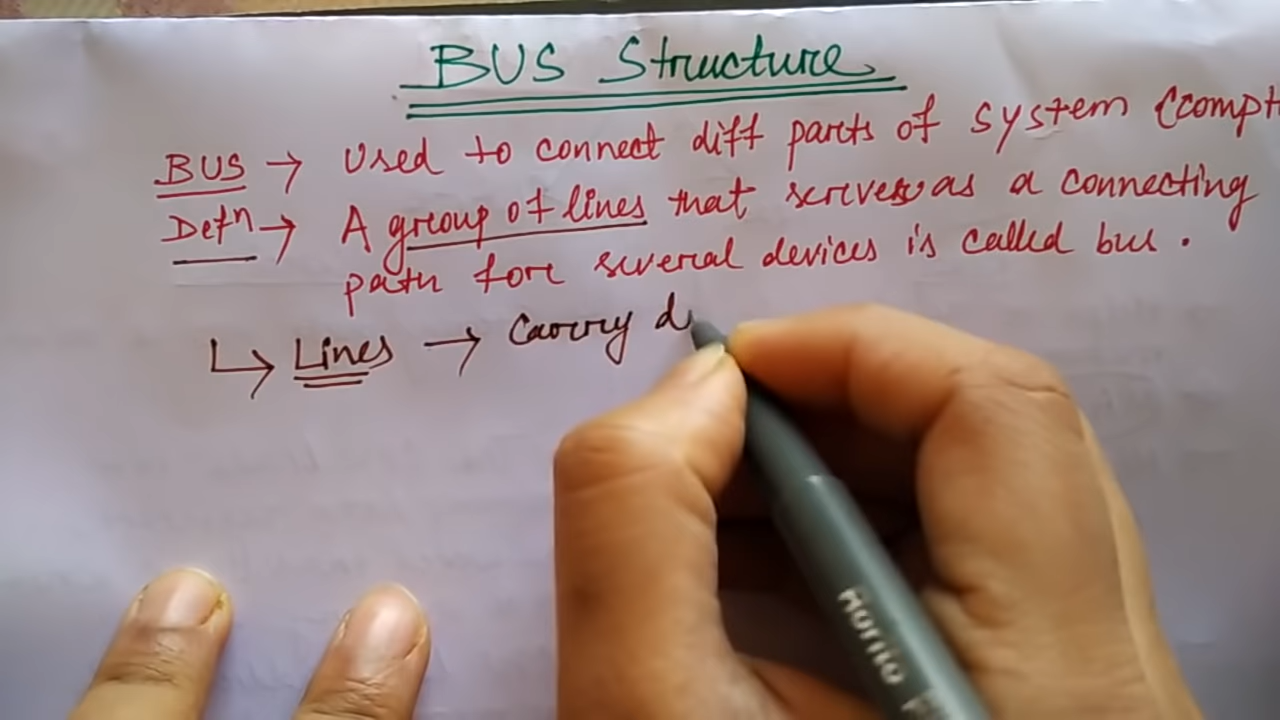 BUS Structure
BUS → Used to connect diff parts of system (compt
Defn → A group of lines that serves as a connecting
path for several devices is called bus.
↳ Lines → Carry d